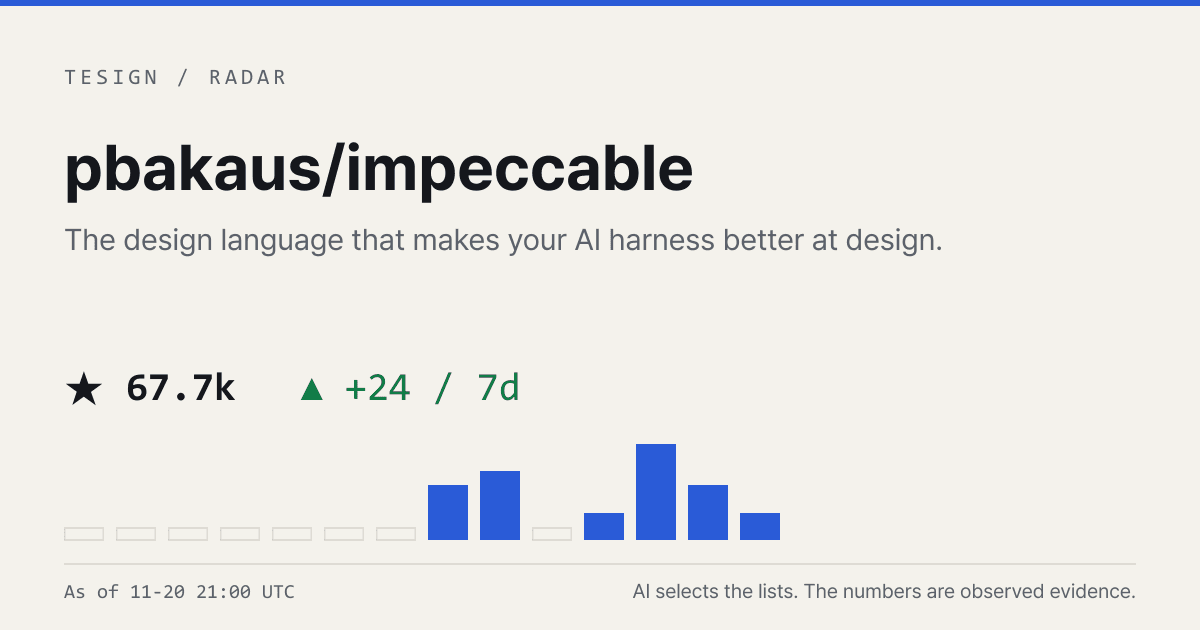 TESIGN / RADAR
pbakaus/impeccable
The design language that makes your AI harness better at design.
★ 67.7k ▲ +24 / 7d
As of 11-20 21:00 UTC
AI selects the lists. The numbers are observed evidence.